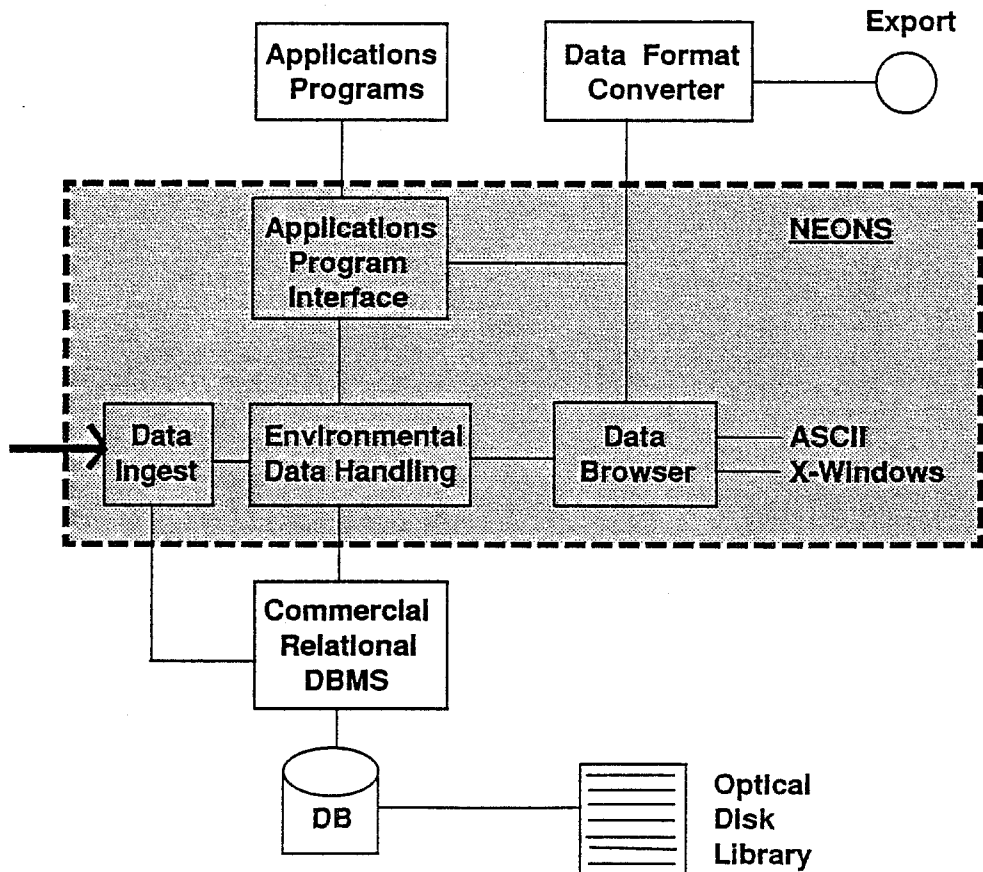 Export
Applications
Programs
Data Format
Converter
NEONS
Applications
Program
Interface
Data
Ingest
Environmental
Data Handling
Data
Browser
ASCII
X-Windows
Commercial
Relational
DBMS
DB
Optical
Disk
Library